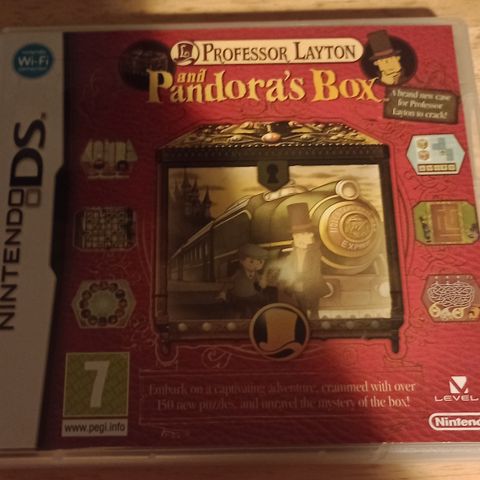 Wi-Fi
NINTENDO DS
PROFESSOR LAYTON
and
Pandora's Box
A brand new case
for Professor
Layton to crack!
EXPRESS
Embark on a captivating adventure, crammed with over
150 new puzzles, and unravel the mystery of the box!
7
www.pegi.info
LEVEL
Nintendo